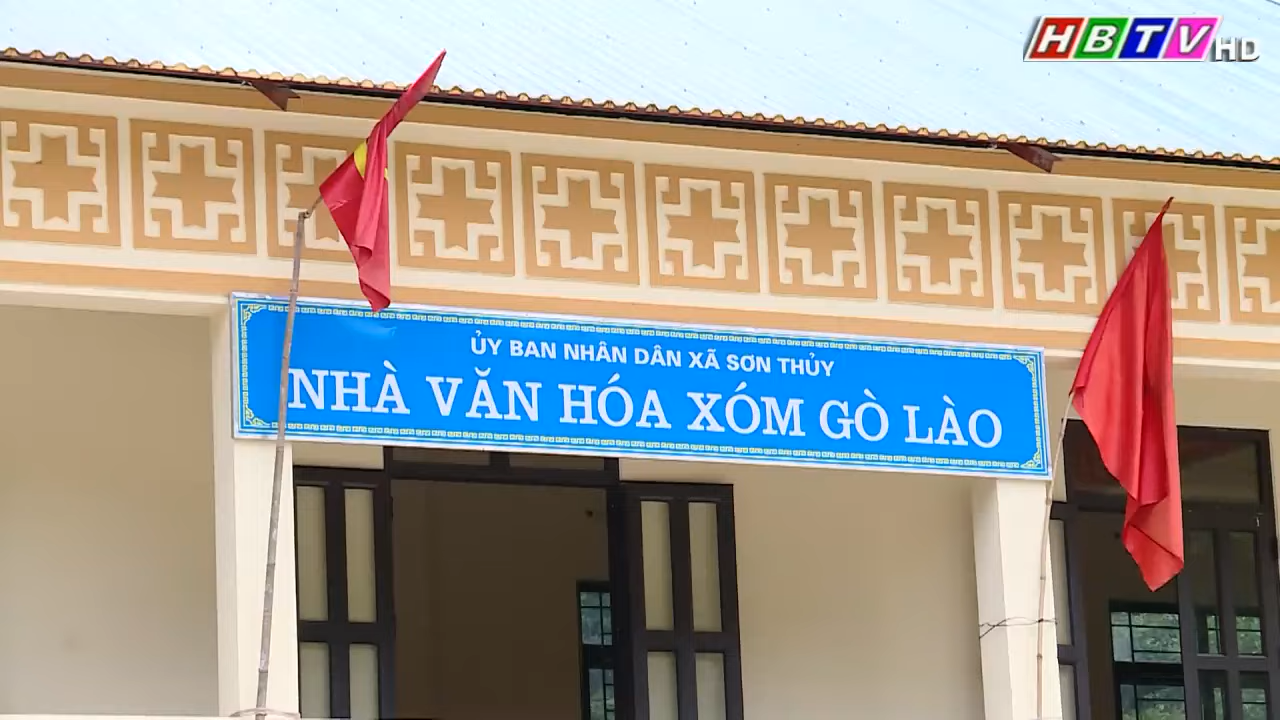 HBTV HD
ỦY BAN NHÂN DÂN XÃ SƠN THỦY
NHÀ VĂN HÓA XÓM GÒ LÀO